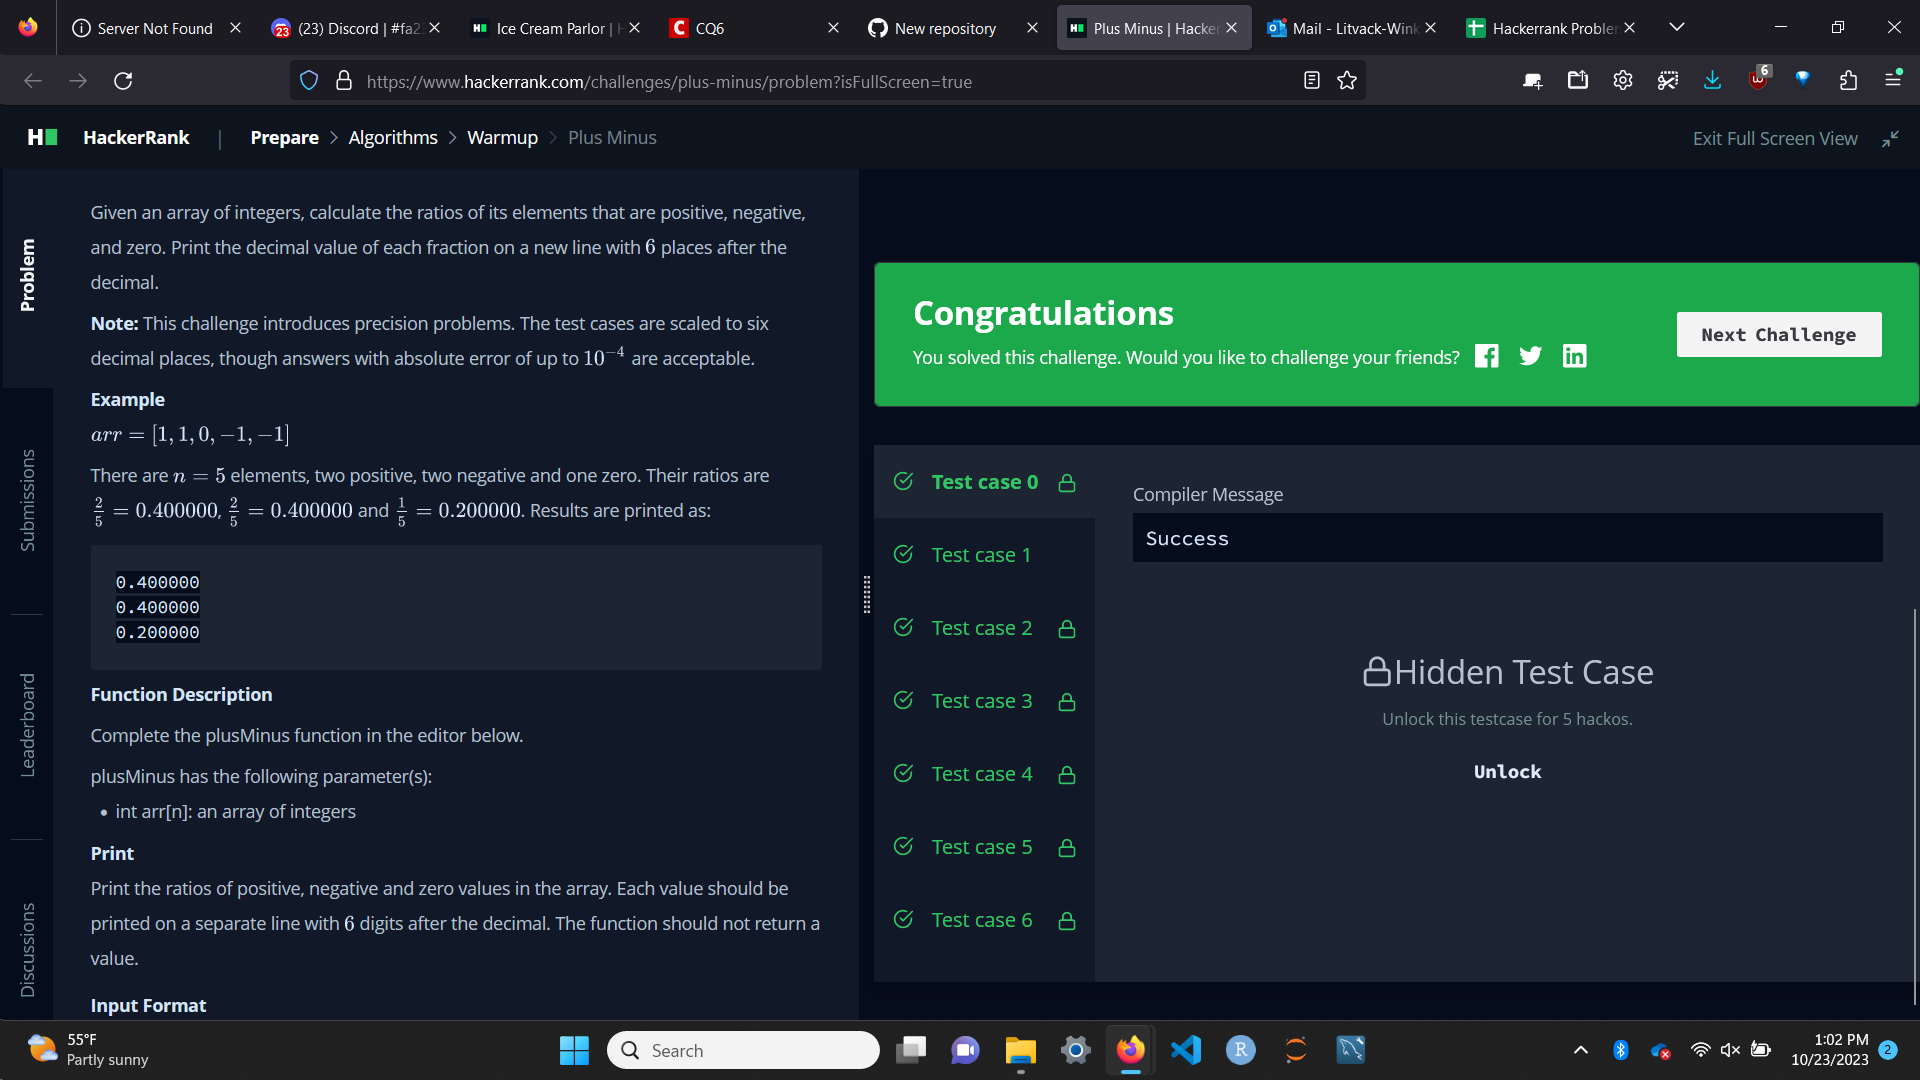 Server Not Found
(23) Discord | #fa2
Ice Cream Parlor |
CQ6
New repository
Plus Minus | Hacker
Mail - Litvack-Wink
Hackerrank Problem
https://www.hackerrank.com/challenges/plus-minus/problem?isFullScreen=true
6
HackerRank | Prepare > Algorithms > Warmup > Plus Minus
Exit Full Screen View
Problem
Submissions
Leaderboard
Discussions
Given an array of integers, calculate the ratios of its elements that are positive, negative,
and zero. Print the decimal value of each fraction on a new line with 6 places after the
decimal.
Note: This challenge introduces precision problems. The test cases are scaled to six
decimal places, though answers with absolute error of up to 10⁻⁴ are acceptable.
Example
arr = [1, 1, 0, −1, −1]
There are n = 5 elements, two positive, two negative and one zero. Their ratios are
2/5 = 0.400000, 2/5 = 0.400000 and 1/5 = 0.200000. Results are printed as:
0.400000
0.400000
0.200000
Function Description
Complete the plusMinus function in the editor below.
plusMinus has the following parameter(s):
• int arr[n]: an array of integers
Print
Print the ratios of positive, negative and zero values in the array. Each value should be
printed on a separate line with 6 digits after the decimal. The function should not return a
value.
Input Format
Congratulations
You solved this challenge. Would you like to challenge your friends?
Next Challenge
Test case 0
Test case 1
Test case 2
Test case 3
Test case 4
Test case 5
Test case 6
Compiler Message
Success
Hidden Test Case
Unlock this testcase for 5 hackos.
Unlock
55°F
Partly sunny
Search
1:02 PM
10/23/2023
2